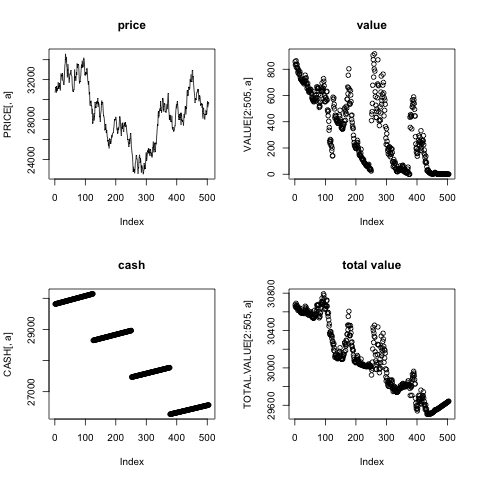 price
PRICE[, a]
24000 28000 32000
0 100 200 300 400 500
Index
value
VALUE[2:505, a]
0 200 400 600 800
0 100 200 300 400 500
Index
cash
CASH[, a]
27000 29000
0 100 200 300 400 500
Index
total value
TOTAL.VALUE[2:505, a]
29600 30000 30400 30800
0 100 200 300 400 500
Index